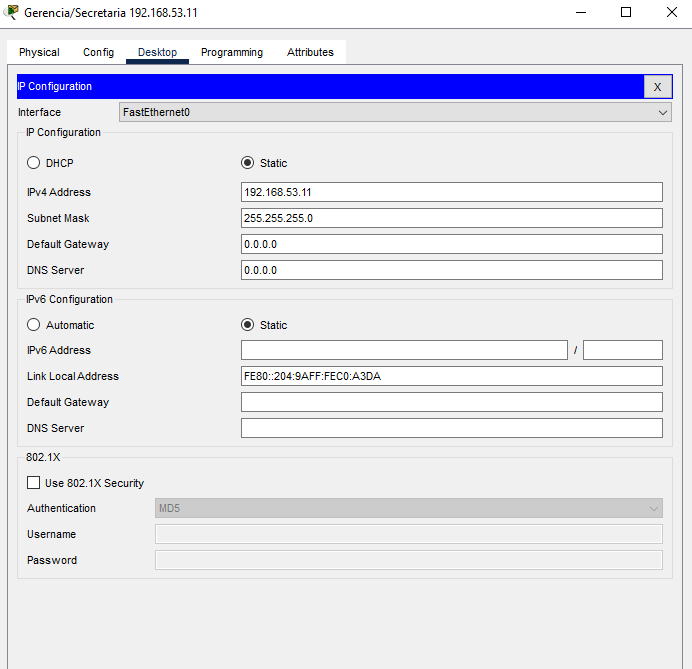 Gerencia/Secretaria 192.168.53.11
Physical Config Desktop Programming Attributes
IP Configuration X
Interface FastEthernet0
IP Configuration
DHCP Static
IPv4 Address 192.168.53.11
Subnet Mask 255.255.255.0
Default Gateway 0.0.0.0
DNS Server 0.0.0.0
IPv6 Configuration
Automatic Static
IPv6 Address /
Link Local Address FE80::204:9AFF:FEC0:A3DA
Default Gateway
DNS Server
802.1X
Use 802.1X Security
Authentication MD5
Username
Password